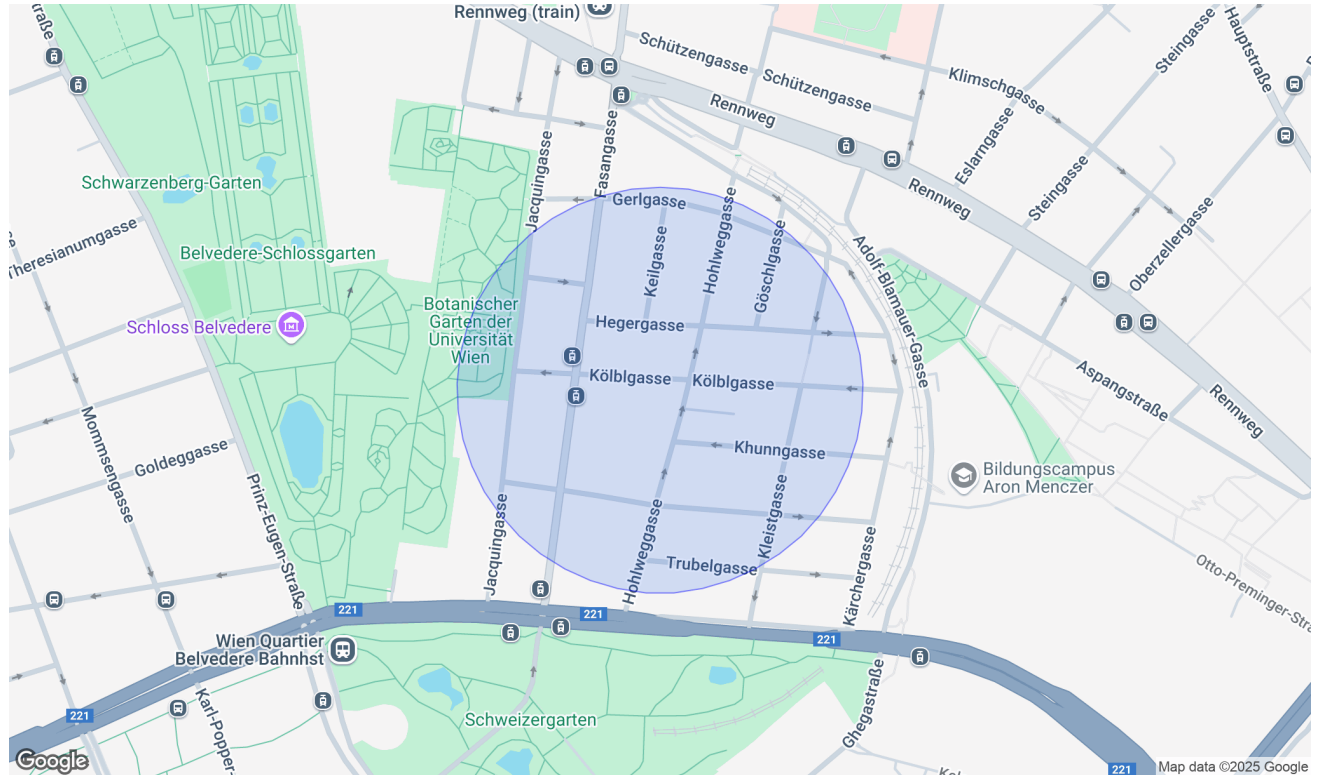 Rennweg (train)
Schützengasse
Schützengasse
Rennweg
Klimschgasse
Steingasse
Hauptstraße
raße
Eslarngasse
Steingasse
Rennweg
Oberzellergasse
Jacquingasse
Fasangasse
Schwarzenberg-Garten
Theresianumgasse
Belvedere-Schlossgarten
Schloss Belvedere
Botanischer
Garten der
Universität
Wien
Gerlgasse
Keilgasse
Hohlweggasse
Göschlgasse
Adolf-Blamauer-Gasse
Hegergasse
Kölblgasse
Kölblgasse
Aspangstraße
Rennweg
Khunngasse
Bildungscampus
Aron Menczer
Mommsengasse
Goldeggasse
Prinz-Eugen-Straße
Jacquingasse
Hohlweggasse
Kleistgasse
Trubelgasse
Kärchergasse
Otto-Preminger-Stra
221
221
221
Wien Quartier
Belvedere Bahnhst
Karl-Popper-
221
Schweizergarten
Ghegastraße
221
Google
Map data ©2025 Google